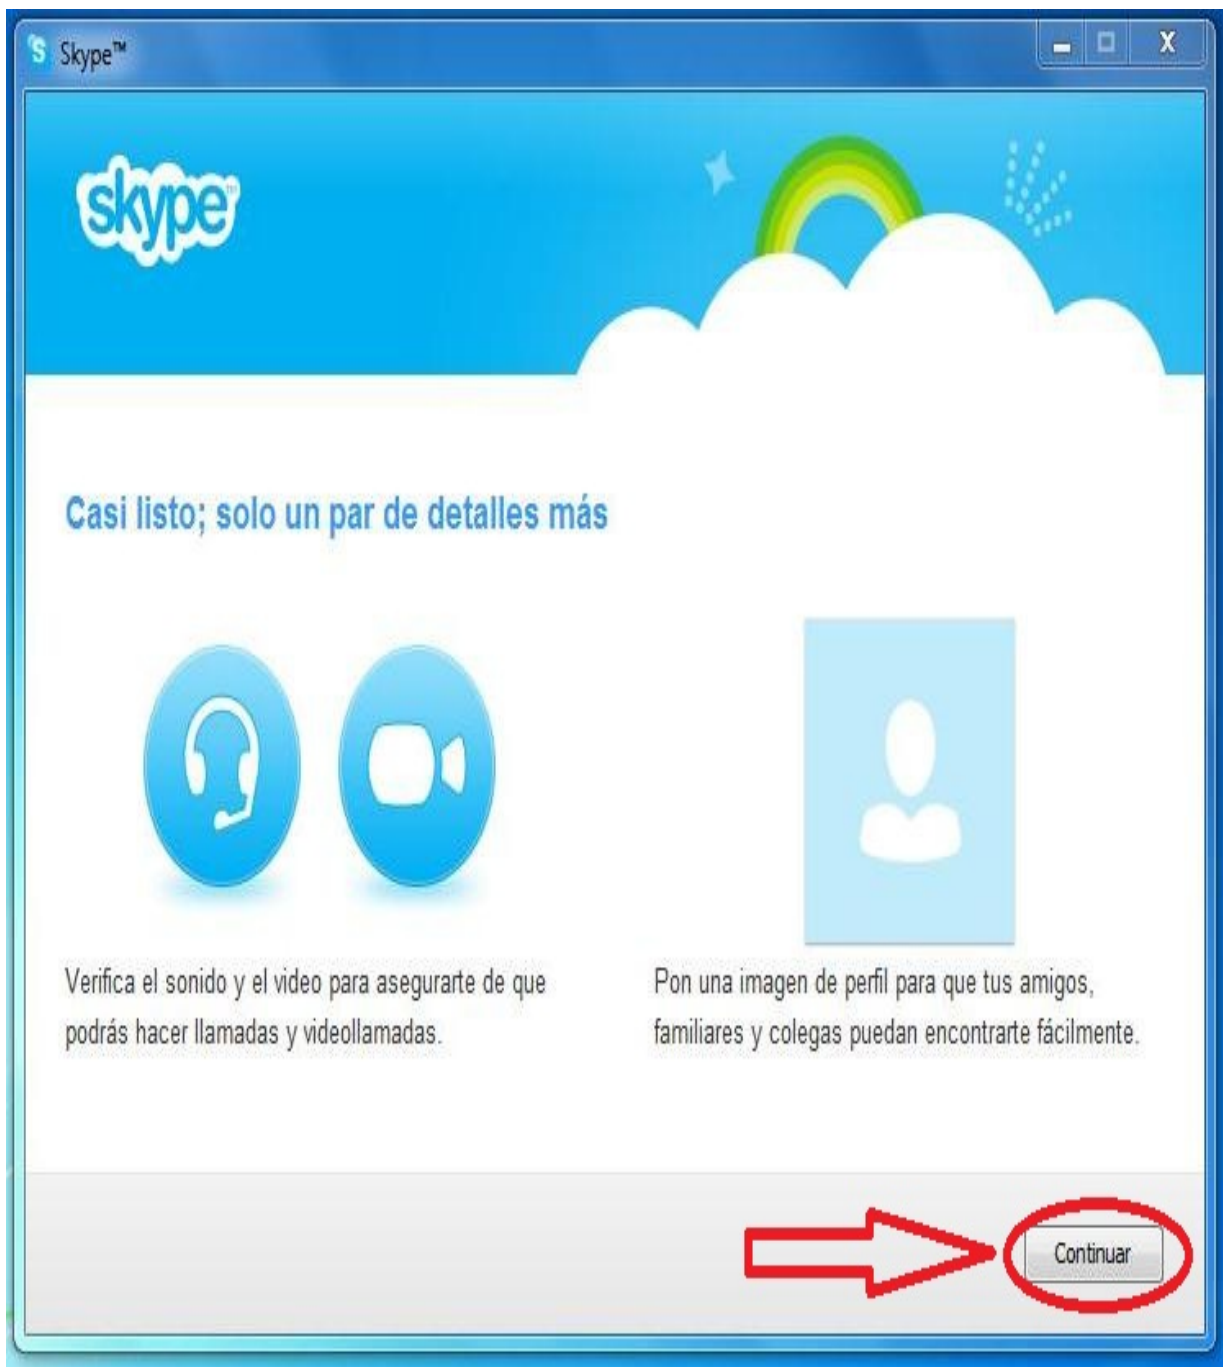 Skype™
skype™
Casi listo; solo un par de detalles más
Verifica el sonido y el video para asegurarte de que
podrás hacer llamadas y videollamadas.
Pon una imagen de perfil para que tus amigos,
familiares y colegas puedan encontrarte fácilmente.
Continuar